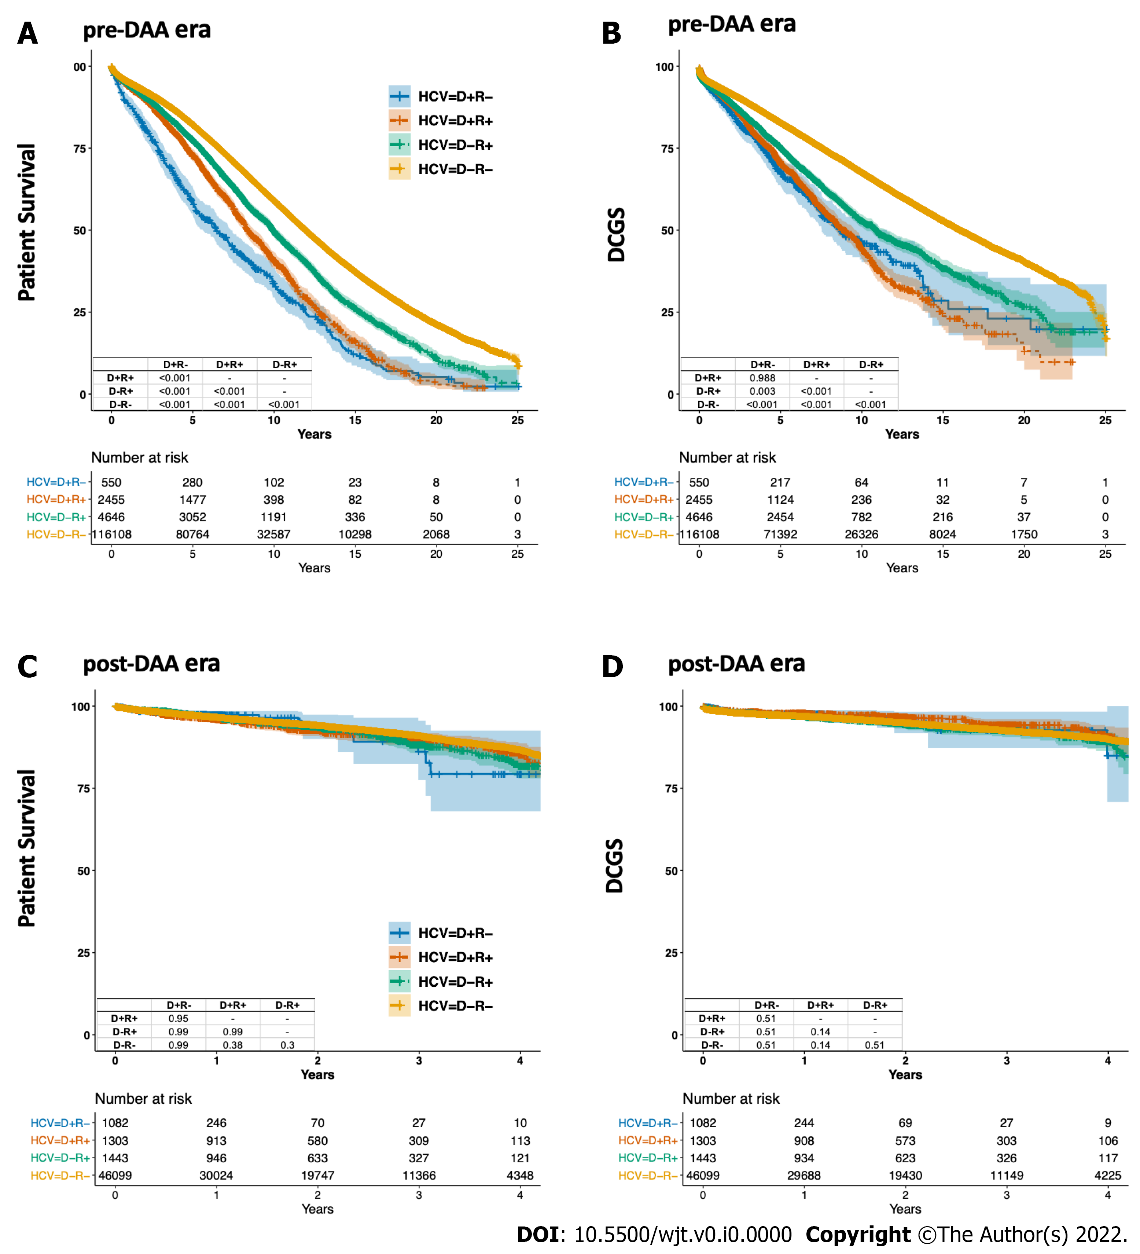 A pre-DAA era
Patient Survival
00
75
50
25
0
HCV=D+R−
HCV=D+R+
HCV=D−R+
HCV=D−R−
D+R- D+R+ D-R+
D+R+ <0.001 - -
D-R+ <0.001 <0.001 -
D-R- <0.001 <0.001 <0.001
0 5 10 15 20 25
Years
Number at risk
HCV=D+R− 550 280 102 23 8 1
HCV=D+R+ 2455 1477 398 82 8 0
HCV=D−R+ 4646 3052 1191 336 50 0
HCV=D−R− 116108 80764 32587 10298 2068 3
0 5 10 15 20 25
Years
B pre-DAA era
DCGS
100
75
50
25
0
D+R- D+R+ D-R+
D+R+ 0.988 - -
D-R+ 0.003 <0.001 -
D-R- <0.001 <0.001 <0.001
0 5 10 15 20 25
Years
Number at risk
HCV=D+R− 550 217 64 11 7 1
HCV=D+R+ 2455 1124 236 32 5 0
HCV=D−R+ 4646 2454 782 216 37 0
HCV=D−R− 116108 71392 26326 8024 1750 3
0 5 10 15 20 25
Years
C post-DAA era
Patient Survival
100
75
50
25
0
HCV=D+R−
HCV=D+R+
HCV=D−R+
HCV=D−R−
D+R- D+R+ D-R+
D+R+ 0.95 - -
D-R+ 0.99 0.99 -
D-R- 0.99 0.38 0.3
0 1 2 3 4
Years
Number at risk
HCV=D+R− 1082 246 70 27 10
HCV=D+R+ 1303 913 580 309 113
HCV=D−R+ 1443 946 633 327 121
HCV=D−R− 46099 30024 19747 11366 4348
0 1 2 3 4
Years
D post-DAA era
DCGS
100
75
50
25
0
D+R- D+R+ D-R+
D+R+ 0.51 - -
D-R+ 0.51 0.14 -
D-R- 0.51 0.14 0.51
0 1 2 3 4
Years
Number at risk
HCV=D+R− 1082 244 69 27 9
HCV=D+R+ 1303 908 573 303 106
HCV=D−R+ 1443 934 623 326 117
HCV=D−R− 46099 29688 19430 11149 4225
0 1 2 3 4
Years
DOI: 10.5500/wjt.v0.i0.0000 Copyright ©The Author(s) 2022.